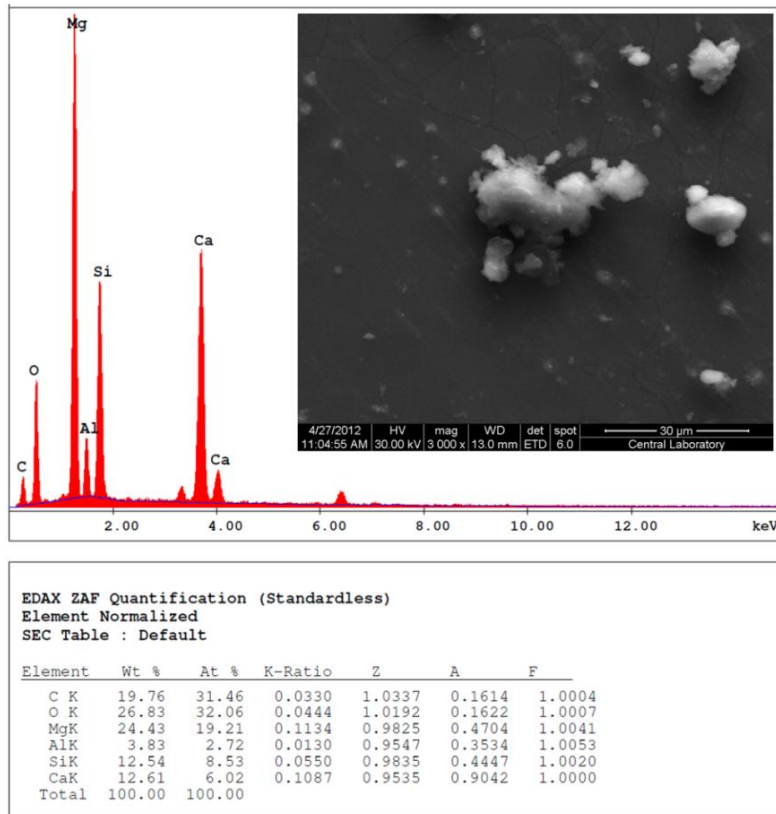 Mg
Ca
Si
O
Al
C
Ca
2.00 4.00 6.00 8.00 10.00 12.00 keV
4/27/2012 HV mag WD det spot 30 µm
11:04:55 AM 30.00 kV 3 000 x 13.0 mm ETD 6.0 Central Laboratory
EDAX ZAF Quantification (Standardless)
Element Normalized
SEC Table : Default
Element Wt % At % K-Ratio Z A F
C K 19.76 31.46 0.0330 1.0337 0.1614 1.0004
O K 26.83 32.06 0.0444 1.0192 0.1622 1.0007
MgK 24.43 19.21 0.1134 0.9825 0.4704 1.0041
AlK 3.83 2.72 0.0130 0.9547 0.3534 1.0053
SiK 12.54 8.53 0.0550 0.9835 0.4447 1.0020
CaK 12.61 6.02 0.1087 0.9535 0.9042 1.0000
Total 100.00 100.00